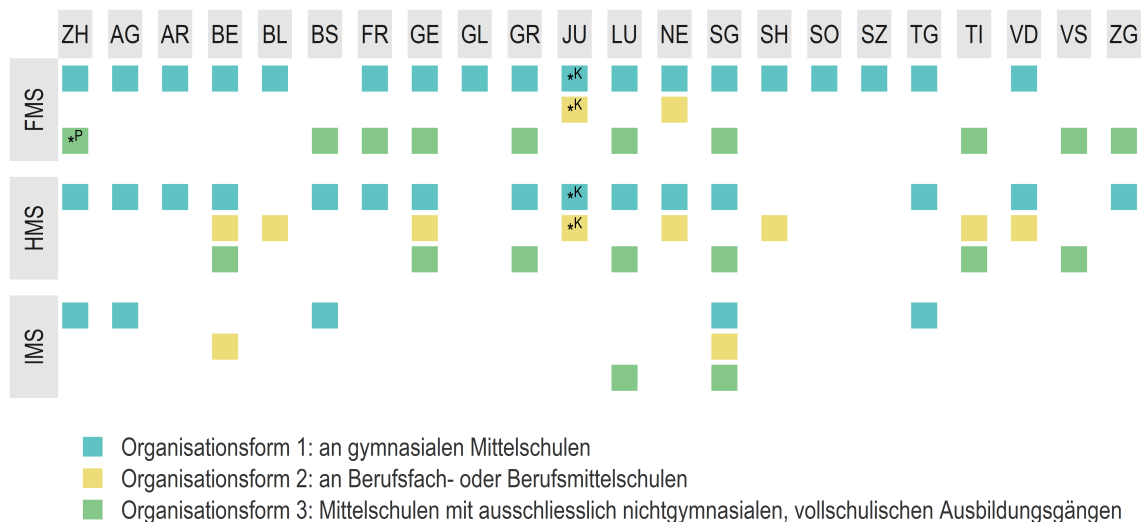 ZH AG AR BE BL BS FR GE GL GR JU LU NE SG SH SO SZ TG TI VD VS ZG
FMS
*K
*K
*P
HMS
*K
*K
IMS
Organisationsform 1: an gymnasialen Mittelschulen
Organisationsform 2: an Berufsfach- oder Berufsmittelschulen
Organisationsform 3: Mittelschulen mit ausschliesslich nichtgymnasialen, vollschulischen Ausbildungsgängen